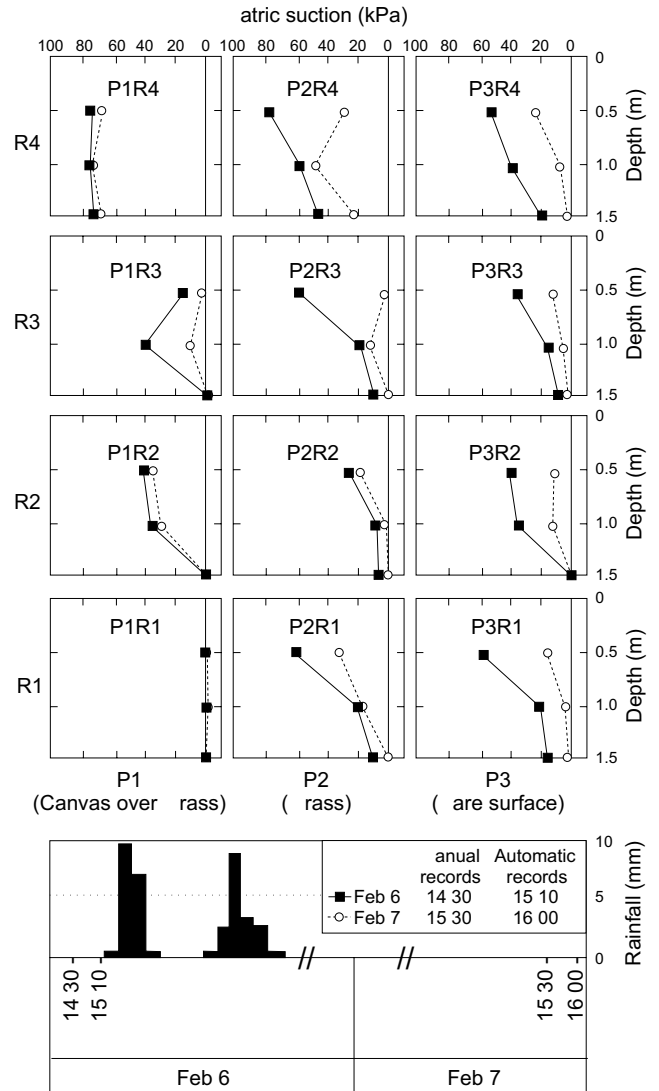 atric suction (kPa)
100 80 60 40 20 0 100 80 60 40 20 0 100 80 60 40 20 0
0
P1R4 P2R4 P3R4
R4
0.5
1.0
1.5
Depth (m)
0
P1R3 P2R3 P3R3
R3
0.5
1.0
1.5
Depth (m)
0
P1R2 P2R2 P3R2
R2
0.5
1.0
1.5
Depth (m)
0
P1R1 P2R1 P3R1
R1
0.5
1.0
1.5
Depth (m)
P1 P2 P3
(Canvas over rass) ( rass) ( are surface)
10
5
0
Rainfall (mm)
anual Automatic
records records
Feb 6 14 30 15 10
Feb 7 15 30 16 00
// //
14 30 15 10 15 30 16 00
Feb 6 Feb 7